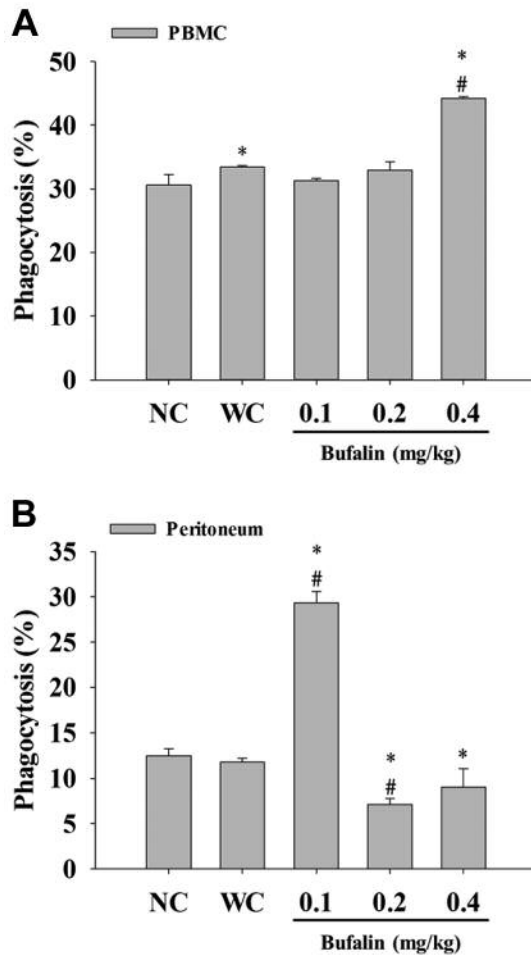 A
PBMC
Phagocytosis (%)
50
40
30
20
10
0
*
*
#
NC WC 0.1 0.2 0.4
Bufalin (mg/kg)
B
Peritoneum
Phagocytosis (%)
35
30
25
20
15
10
5
0
*
#
*
#
*
NC WC 0.1 0.2 0.4
Bufalin (mg/kg)